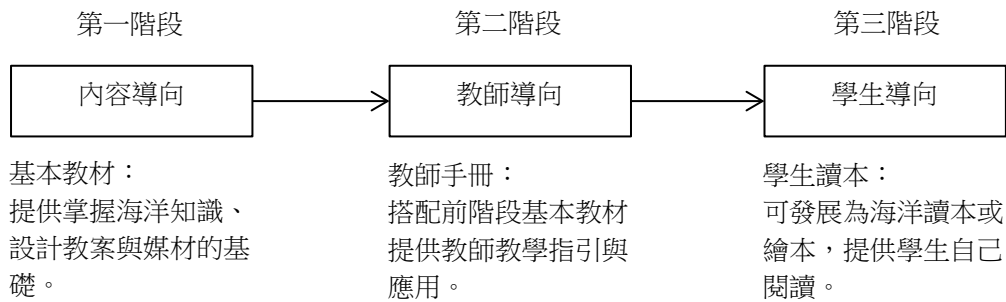 第一階段
第二階段
第三階段
內容導向
教師導向
學生導向
基本教材：
提供掌握海洋知識、
設計教案與媒材的基
礎。
教師手冊：
搭配前階段基本教材
提供教師教學指引與
應用。
學生讀本：
可發展為海洋讀本或
繪本，提供學生自己
閱讀。